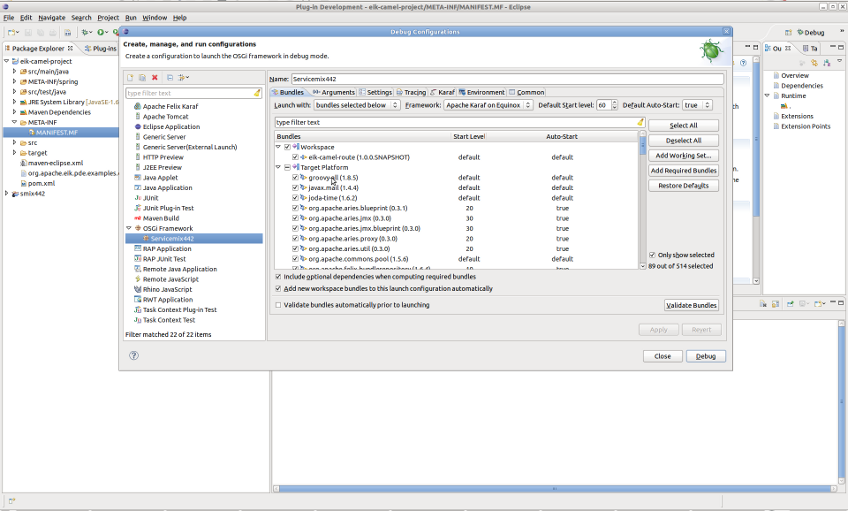 Plug-in Development - eik-camel-project/META-INF/MANIFEST.MF - Eclipse
File Edit Navigate Search Project Run Window Help
Debug
Package Explorer Plug-ins
eik-camel-project
src/main/java
META-INF/spring
src/test/java
JRE System Library [JavaSE-1.6
Maven Dependencies
META-INF
MANIFEST.MF
src
target
maven-eclipse.xml
org.apache.eik.pde.examples.c
pom.xml
smix442
Debug Configurations
Create, manage, and run configurations
Create a configuration to launch the OSGi framework in debug mode.
type filter text
Apache Felix Karaf
Apache Tomcat
Eclipse Application
Generic Server
Generic Server(External Launch)
HTTP Preview
J2EE Preview
Java Applet
Java Application
JUnit
JUnit Plug-in Test
Maven Build
OSGi Framework
Servicemix442
RAP Application
RAP JUnit Test
Remote Java Application
Remote JavaScript
Rhino JavaScript
RWT Application
Task Context Plug-in Test
Task Context Test
Filter matched 22 of 22 items
Name: Servicemix442
Bundles Arguments Settings Tracing Karaf Environment Common
Launch with: bundles selected below Framework: Apache Karaf on Equinox Default Start level: 60 Default Auto-Start: true
type filter text
Bundles Start Level Auto-Start
Workspace
eik-camel-route (1.0.0.SNAPSHOT) default default
Target Platform
groovy-all (1.8.5) default default
javax.mail (1.4.4) default default
joda-time (1.6.2) default default
org.apache.aries.blueprint (0.3.1) 20 true
org.apache.aries.jmx (0.3.0) 30 true
org.apache.aries.jmx.blueprint (0.3.0) 30 true
org.apache.aries.proxy (0.3.0) 20 true
org.apache.aries.util (0.3.0) 20 true
org.apache.commons.pool (1.5.6) default default
org.apache.felix.bundlerepository (1.6.4) 10 true
Select All
Deselect All
Add Working Set...
Add Required Bundles
Restore Defaults
Only show selected
89 out of 514 selected
Include optional dependencies when computing required bundles
Add new workspace bundles to this launch configuration automatically
Validate bundles automatically prior to launching
Validate Bundles
Apply Revert
Close Debug
Ou Ta
Overview
Dependencies
Runtime
.
Extensions
Extension Points